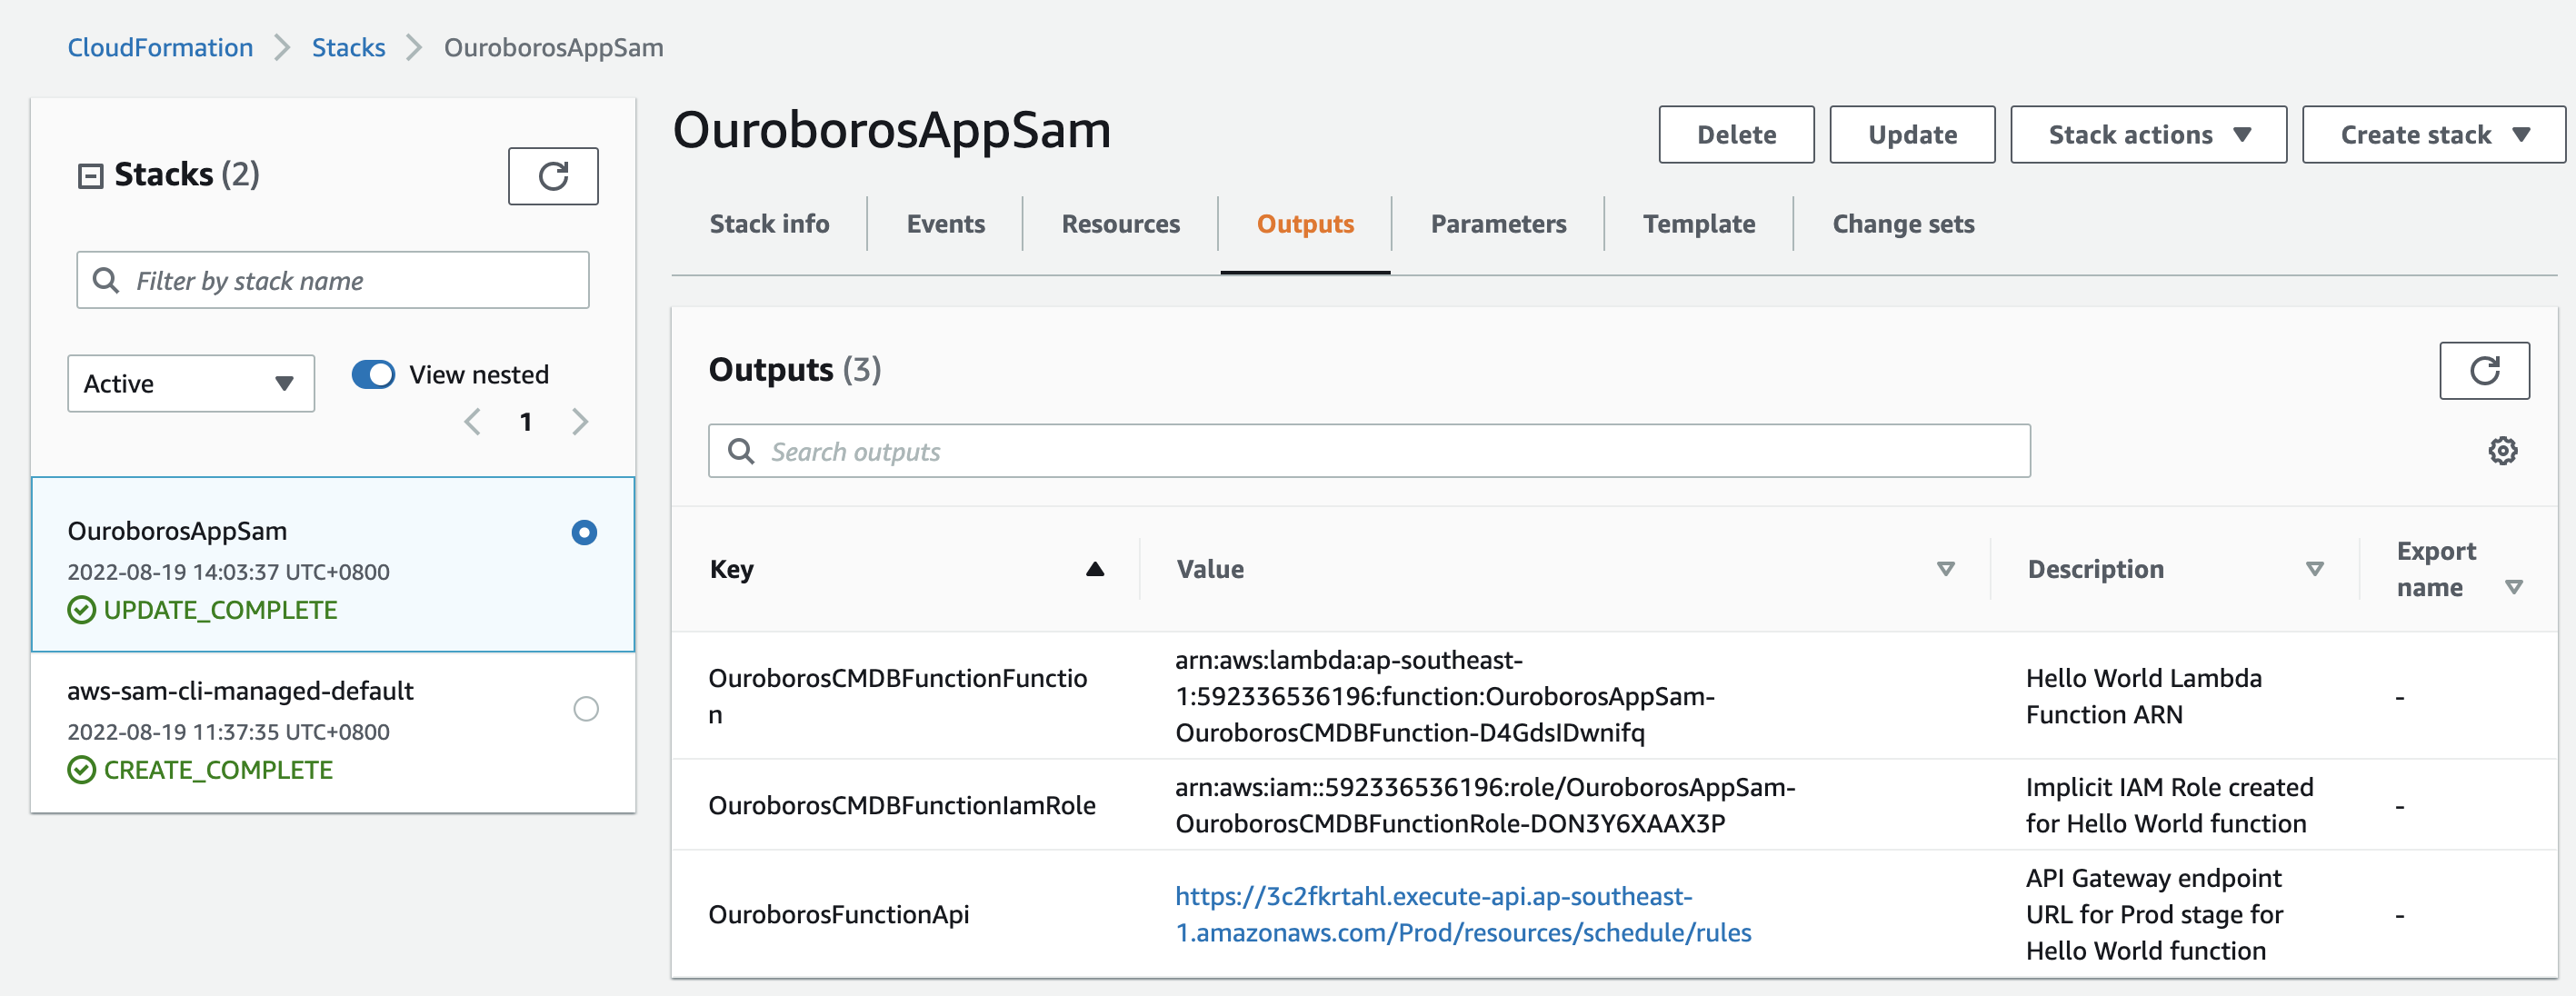 CloudFormation > Stacks > OuroborosAppSam
Stacks (2)
Filter by stack name
Active
View nested
1
OuroborosAppSam
2022-08-19 14:03:37 UTC+0800
UPDATE_COMPLETE
aws-sam-cli-managed-default
2022-08-19 11:37:35 UTC+0800
CREATE_COMPLETE
OuroborosAppSam
Delete
Update
Stack actions
Create stack
Stack info
Events
Resources
Outputs
Parameters
Template
Change sets
Outputs (3)
Search outputs
Key
Value
Description
Export
name
OuroborosCMDBFunctionFunctio
n
arn:aws:lambda:ap-southeast-
1:592336536196:function:OuroborosAppSam-
OuroborosCMDBFunction-D4GdsIDwnifq
Hello World Lambda
Function ARN
-
OuroborosCMDBFunctionIamRole
arn:aws:iam::592336536196:role/OuroborosAppSam-
OuroborosCMDBFunctionRole-DON3Y6XAAX3P
Implicit IAM Role created
for Hello World function
-
OuroborosFunctionApi
https://3c2fkrtahl.execute-api.ap-southeast-
1.amazonaws.com/Prod/resources/schedule/rules
API Gateway endpoint
URL for Prod stage for
Hello World function
-